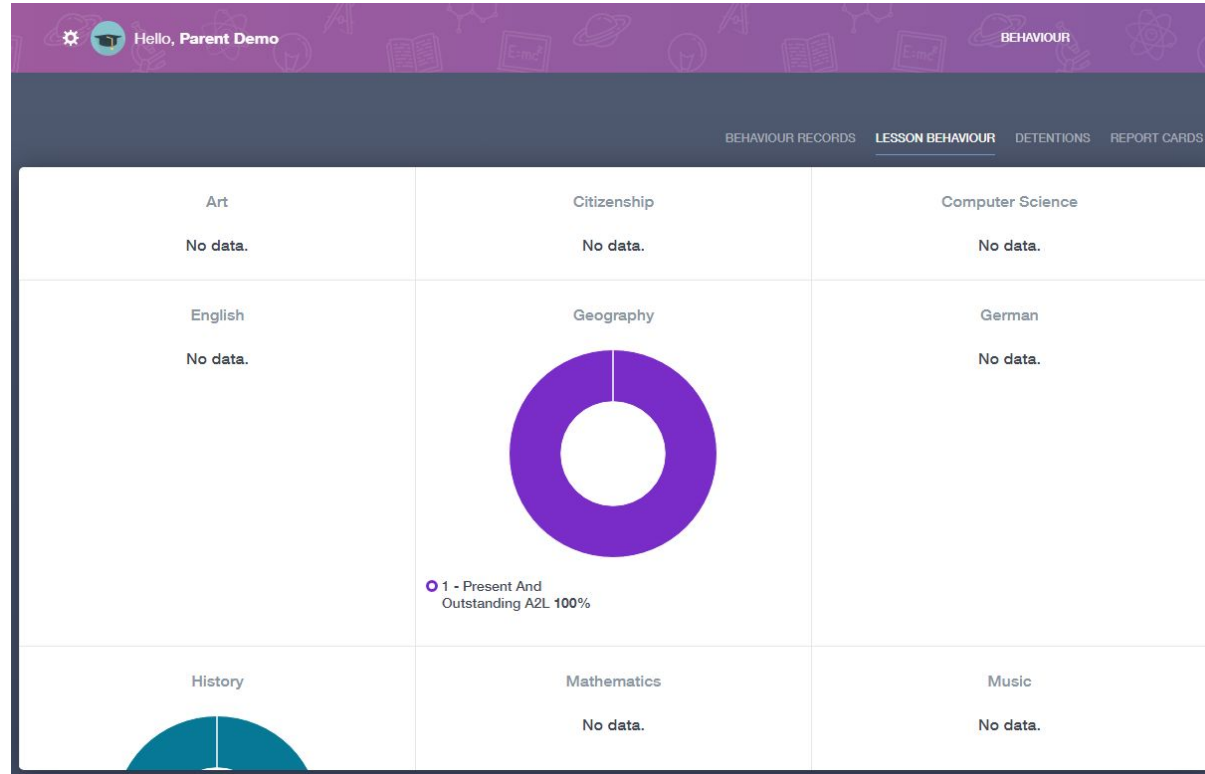 Hello, Parent Demo
BEHAVIOUR
E=mc²
E=mc²
BEHAVIOUR RECORDS LESSON BEHAVIOUR DETENTIONS REPORT CARDS
Art
Citizenship
Computer Science
No data.
No data.
No data.
English
Geography
German
No data.
No data.
1 - Present And
Outstanding A2L 100%
History
Mathematics
Music
No data.
No data.